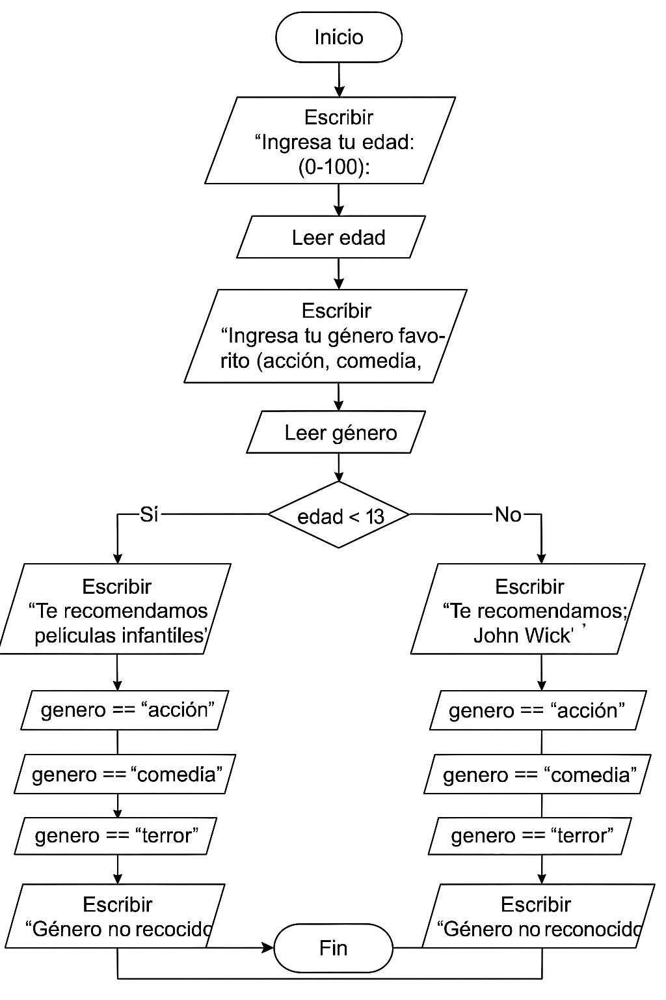 Inicio
Escribir
“Ingresa tu edad:
(0-100):
Leer edad
Escribir
“Ingresa tu género favo-
rito (acción, comedía,
Leer género
edad < 13
Sí
No
Escribir
“Te recomendamos
películas infantiles’
genero == “acción”
genero == “comedía”
genero == “terror”
Escribir
“Género no recocido
Escribir
“Te recomendamos;
John Wick' ’
genero == “acción”
genero == “comedia”
genero == “terror”
Escribir
“Género no reconocido
Fin